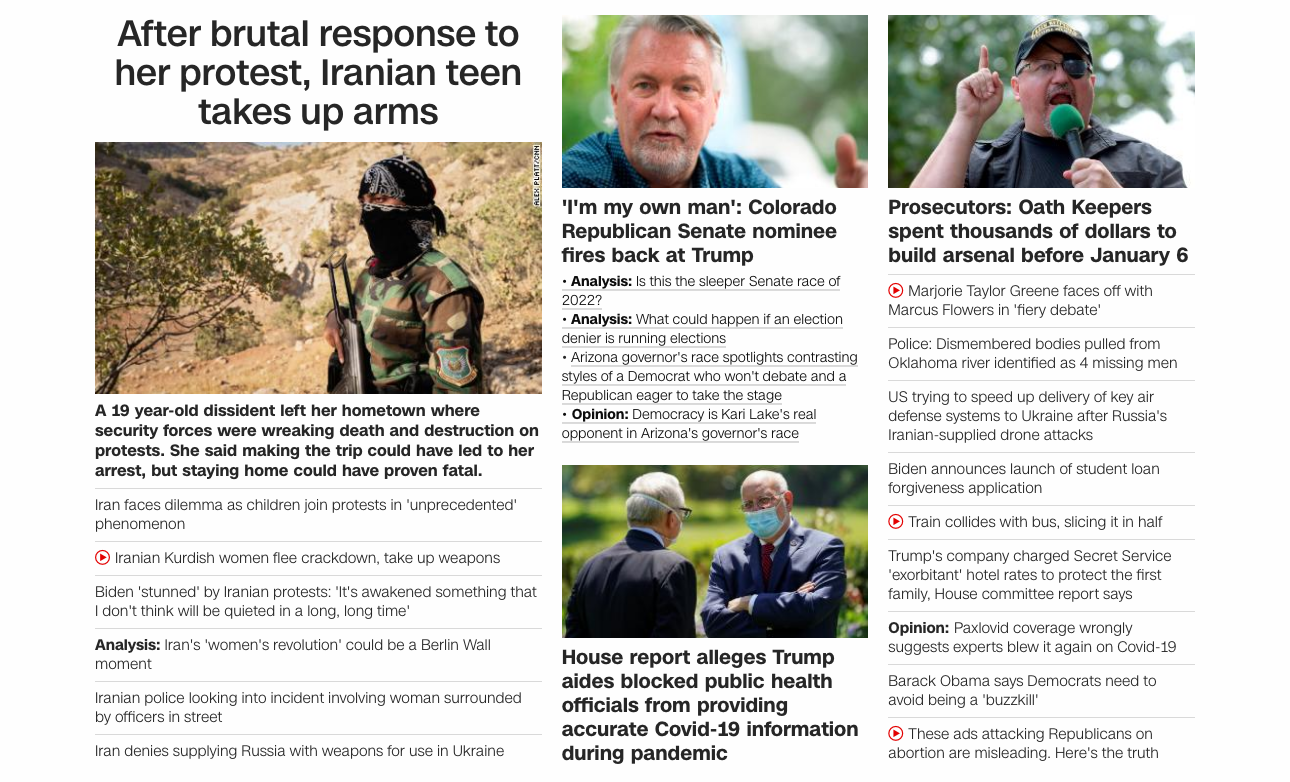 After brutal response to
her protest, Iranian teen
takes up arms
ALEX PLATT/CNN
A 19 year-old dissident left her hometown where
security forces were wreaking death and destruction on
protests. She said making the trip could have led to her
arrest, but staying home could have proven fatal.
Iran faces dilemma as children join protests in 'unprecedented'
phenomenon
Iranian Kurdish women flee crackdown, take up weapons
Biden 'stunned' by Iranian protests: 'It's awakened something that
I don't think will be quieted in a long, long time'
Analysis: Iran's 'women's revolution' could be a Berlin Wall
moment
Iranian police looking into incident involving woman surrounded
by officers in street
Iran denies supplying Russia with weapons for use in Ukraine
'I'm my own man': Colorado
Republican Senate nominee
fires back at Trump
• Analysis: Is this the sleeper Senate race of
2022?
• Analysis: What could happen if an election
denier is running elections
• Arizona governor's race spotlights contrasting
styles of a Democrat who won't debate and a
Republican eager to take the stage
• Opinion: Democracy is Kari Lake's real
opponent in Arizona's governor's race
House report alleges Trump
aides blocked public health
officials from providing
accurate Covid-19 information
during pandemic
Prosecutors: Oath Keepers
spent thousands of dollars to
build arsenal before January 6
Marjorie Taylor Greene faces off with
Marcus Flowers in 'fiery debate'
Police: Dismembered bodies pulled from
Oklahoma river identified as 4 missing men
US trying to speed up delivery of key air
defense systems to Ukraine after Russia's
Iranian-supplied drone attacks
Biden announces launch of student loan
forgiveness application
Train collides with bus, slicing it in half
Trump's company charged Secret Service
'exorbitant' hotel rates to protect the first
family, House committee report says
Opinion: Paxlovid coverage wrongly
suggests experts blew it again on Covid-19
Barack Obama says Democrats need to
avoid being a 'buzzkill'
These ads attacking Republicans on
abortion are misleading. Here's the truth